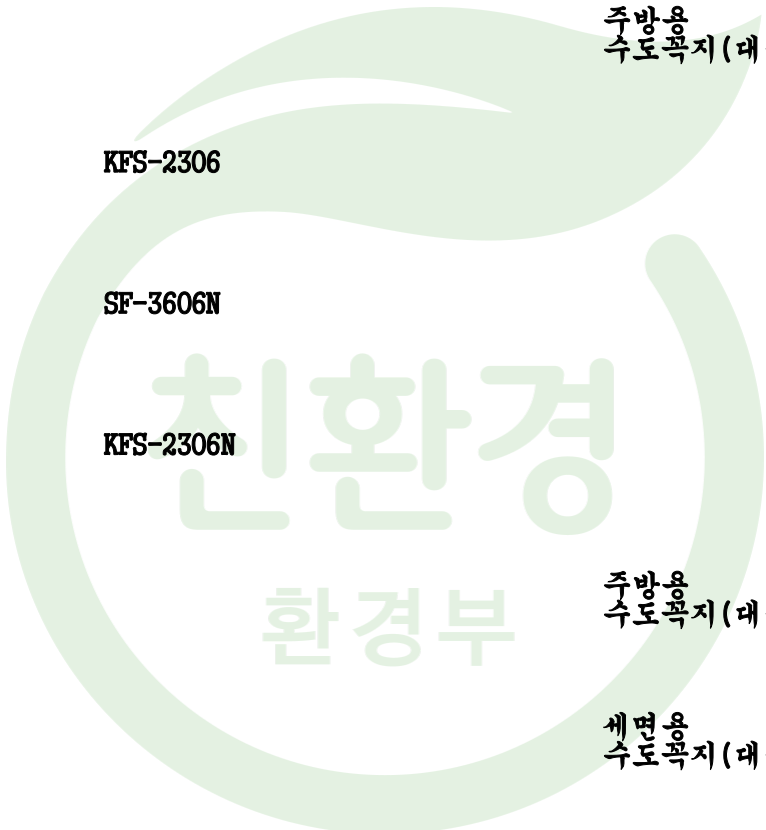 주방용
수도꼭지(대
KFS-2306
SF-3606N
KFS-2306N
친환경
환경부
주방용
수도꼭지(대
세면용
수도꼭지(대